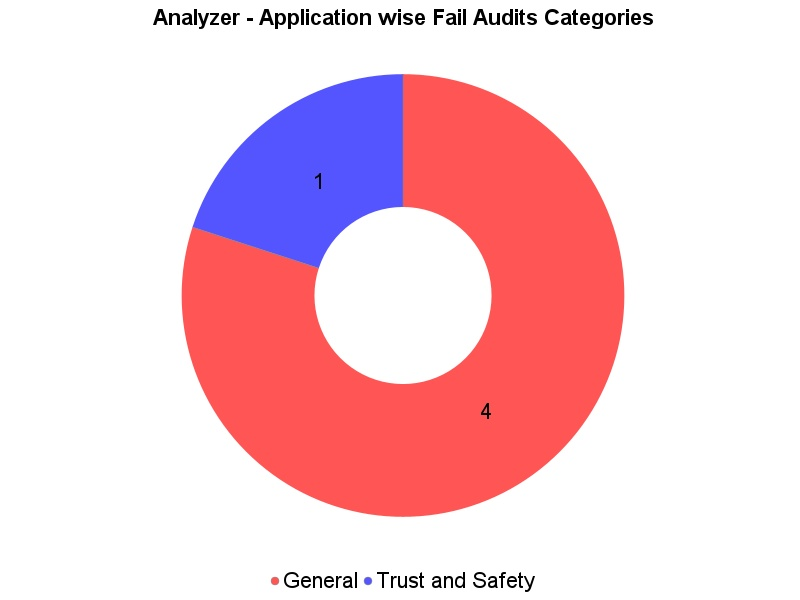 Analyzer - Application wise Fail Audits Categories
1
4
General Trust and Safety